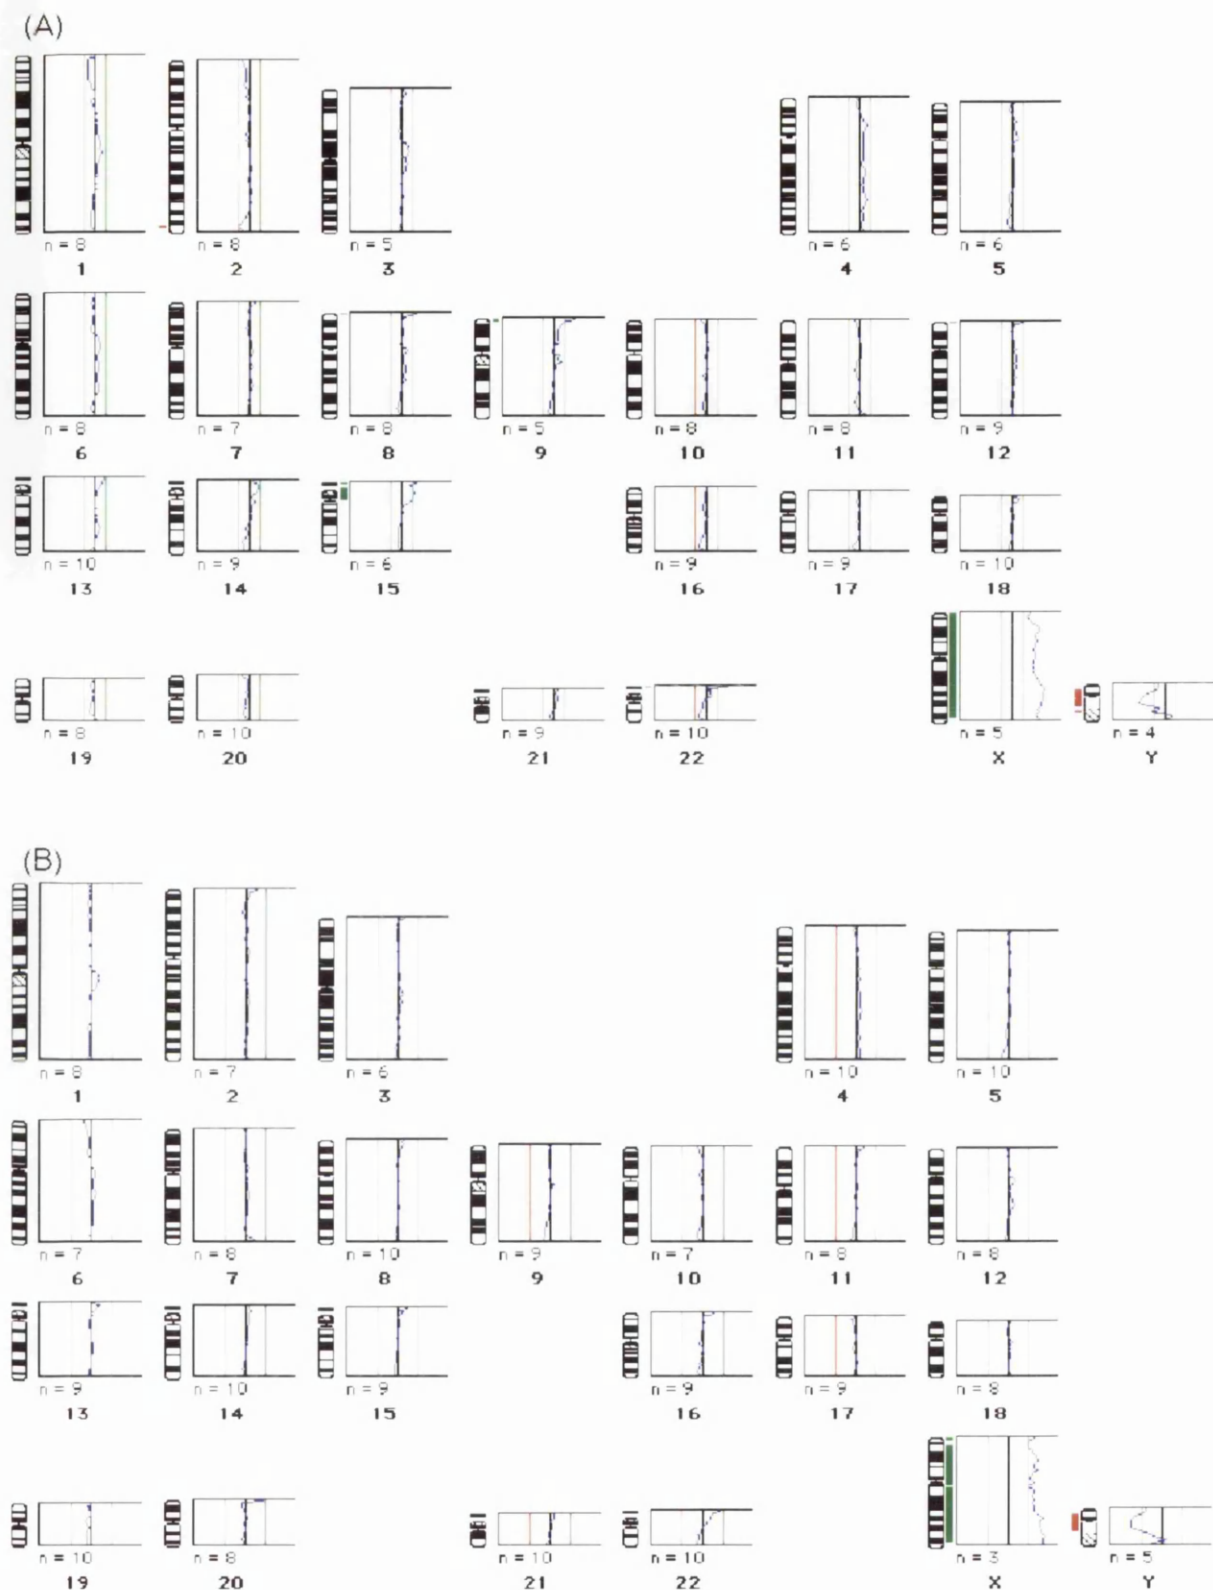 (A)
n = 8 n = 8 n = 5 n = 6 n = 6
1 2 3 4 5
n = 8 n = 7 n = 8 n = 5 n = 8 n = 8 n = 9
6 7 8 9 10 11 12
n = 10 n = 9 n = 6 n = 9 n = 9 n = 10
13 14 15 16 17 18
n = 8 n = 10 n = 9 n = 10 n = 5 n = 4
19 20 21 22 X Y
(B)
n = 8 n = 7 n = 6 n = 10 n = 10
1 2 3 4 5
n = 7 n = 8 n = 10 n = 9 n = 7 n = 8 n = 8
6 7 8 9 10 11 12
n = 9 n = 10 n = 9 n = 9 n = 9 n = 8
13 14 15 16 17 18
n = 10 n = 8 n = 10 n = 10 n = 3 n = 5
19 20 21 22 X Y